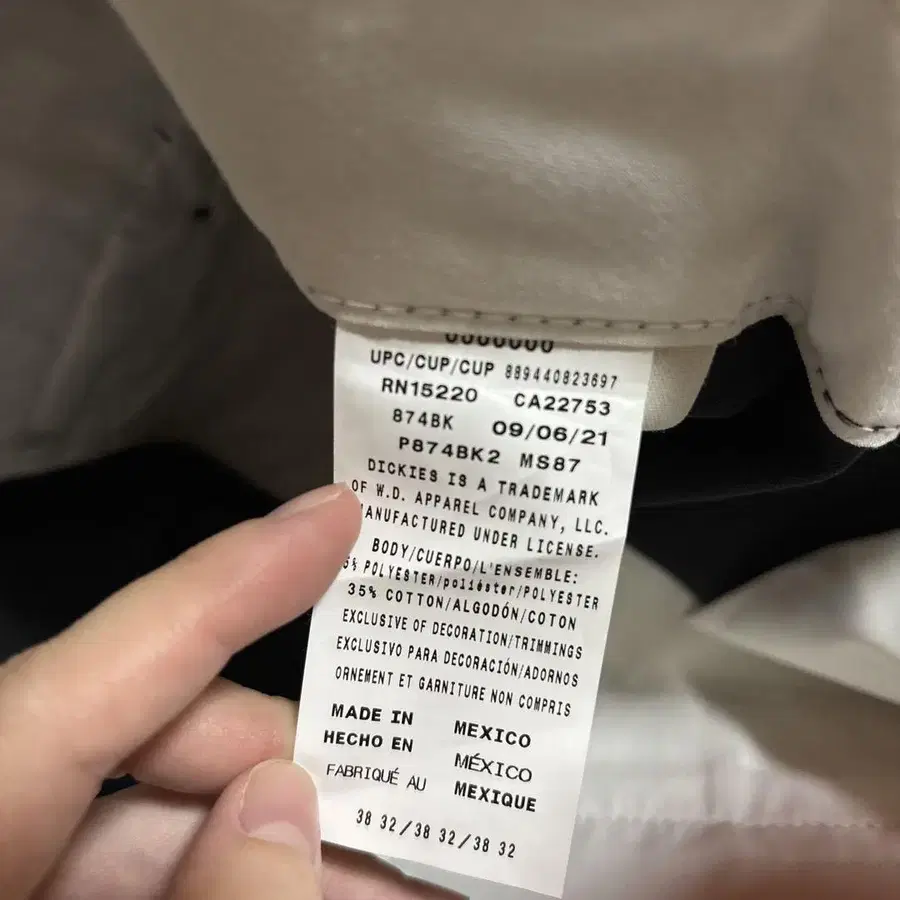 UPC/CUP/CUP 889440823697
RN15220 CA22753
874BK 09/06/21
P874BK2 MS87
DICKIES IS A TRADEMARK
OF W.D. APPAREL COMPANY, LLC.
ANUFACTURED UNDER LICENSE.
BODY/CUERPO/L'ENSEMBLE:
5% POLYESTER/poliéster/POLYESTER
35% COTTON/ALGODÓN/COTON
EXCLUSIVE OF DECORATION/TRIMMINGS
EXCLUSIVO PARA DECORACIÓN/ADORNOS
ORNEMENT ET GARNITURE NON COMPRIS
MADE IN MEXICO
HECHO EN MÉXICO
FABRIQUÉ AU MEXIQUE
38 32/38 32/38 32